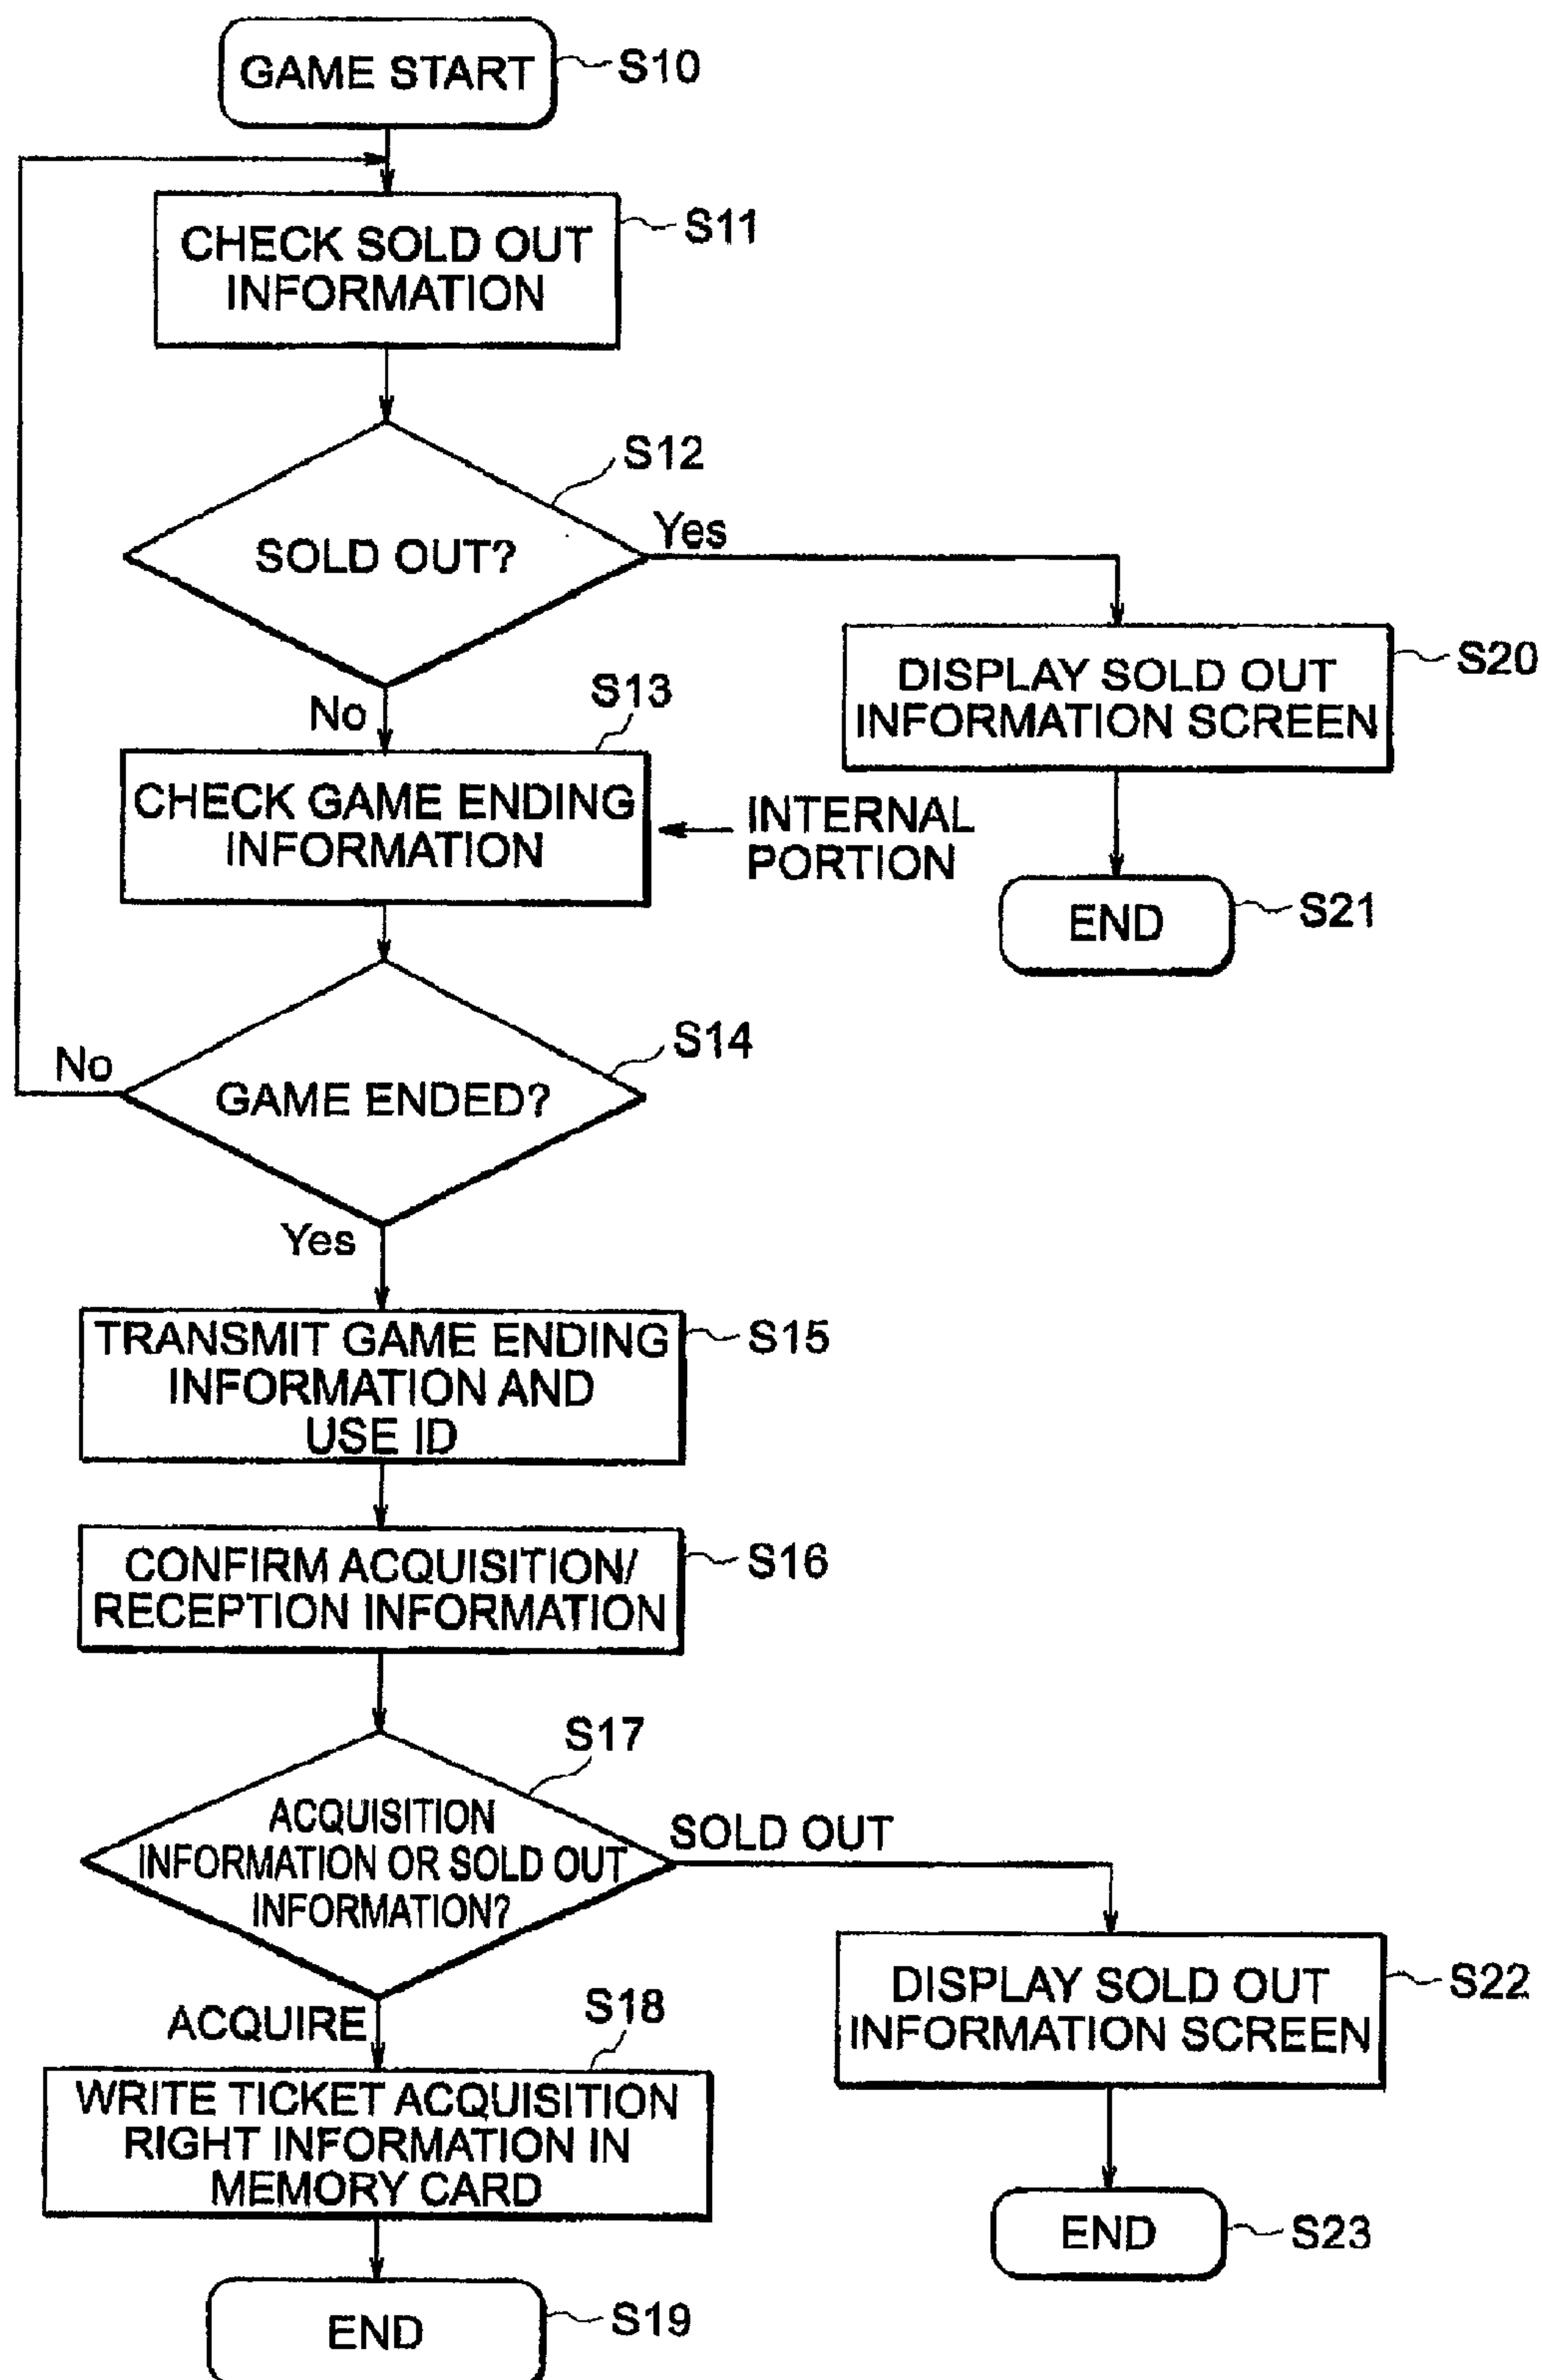 GAME START
S10
CHECK SOLD OUT
INFORMATION
S11
SOLD OUT?
S12
Yes
No
DISPLAY SOLD OUT
INFORMATION SCREEN
S20
END
S21
CHECK GAME ENDING
INFORMATION
S13
INTERNAL
PORTION
GAME ENDED?
S14
No
Yes
TRANSMIT GAME ENDING
INFORMATION AND
USE ID
S15
CONFIRM ACQUISITION/
RECEPTION INFORMATION
S16
ACQUISITION
INFORMATION OR SOLD OUT
INFORMATION?
S17
SOLD OUT
ACQUIRE
DISPLAY SOLD OUT
INFORMATION SCREEN
S22
END
S23
WRITE TICKET ACQUISITION
RIGHT INFORMATION IN
MEMORY CARD
S18
END
S19